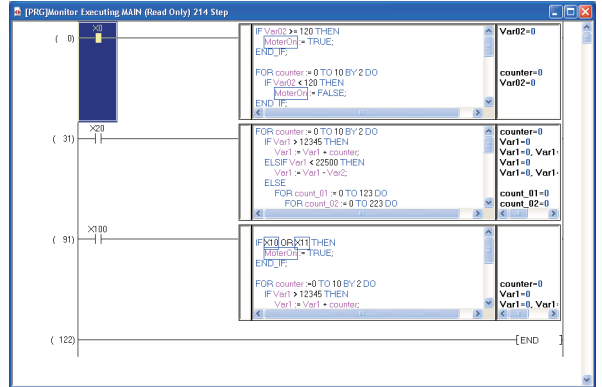 [PRG]Monitor Executing MAIN (Read Only) 214 Step
X0
( 0)
IF Var02 >= 120 THEN
MoterOn := TRUE;
END_IF;
FOR counter := 0 TO 10 BY 2 DO
IF Var02 < 120 THEN
MoterOn := FALSE;
END_IF;
Var02=0
counter=0
Var02=0
X20
( 31)
FOR counter := 0 TO 10 BY 2 DO
IF Var1 > 12345 THEN
Var1 := Var1 + counter;
ELSIF Var1 < 22500 THEN
Var1 := Var1 - Var2;
ELSE
FOR count_01 := 0 TO 123 DO
FOR count_02 := 0 TO 223 DO
counter=0
Var1=0
Var1=0, Var1
Var1=0
Var1=0, Var1
count_01=0
count_02=0
X100
( 91)
IF X10 OR X11 THEN
MoterOn := TRUE;
END_IF;
FOR counter :=0 TO 10 BY 2 DO
IF Var1 > 12345 THEN
Var1 := Var1 + counter;
counter=0
Var1=0
Var1=0, Var1
( 122)
[END ]